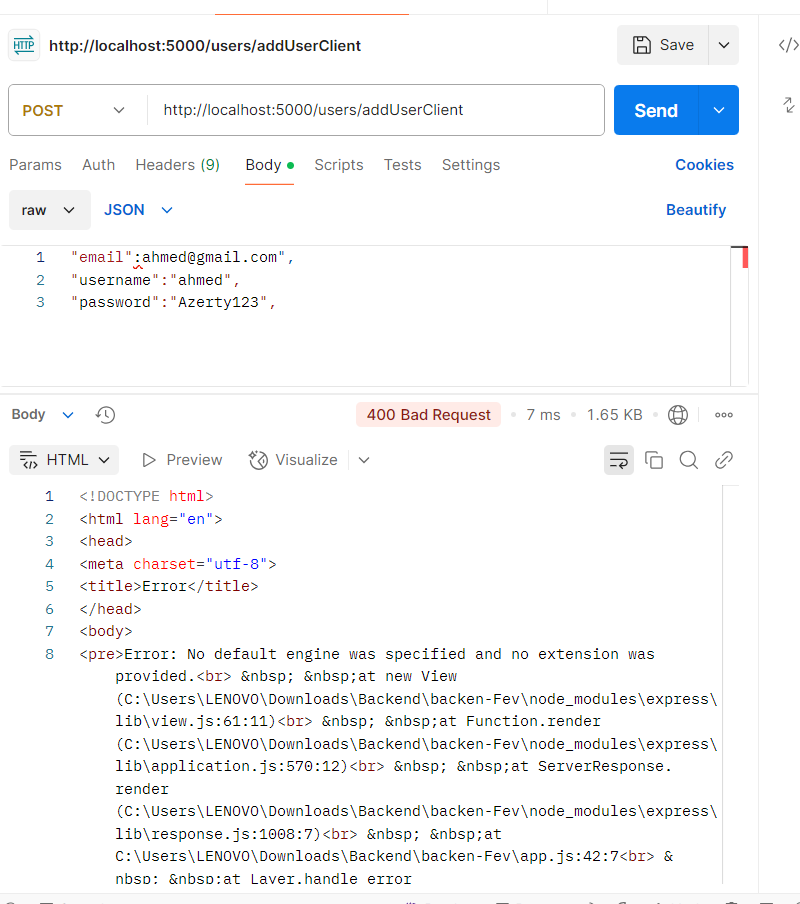 HTTP http://localhost:5000/users/addUserClient Save
POST http://localhost:5000/users/addUserClient Send
Params Auth Headers (9) Body Scripts Tests Settings Cookies
raw JSON Beautify
1 "email":ahmed@gmail.com",
2 "username":"ahmed",
3 "password":"Azerty123",
Body 400 Bad Request 7 ms 1.65 KB
HTML Preview Visualize
1 <!DOCTYPE html>
2 <html lang="en">
3 <head>
4 <meta charset="utf-8">
5 <title>Error</title>
6 </head>
7 <body>
8 <pre>Error: No default engine was specified and no extension was
provided.<br> &nbsp; &nbsp;at new View
(C:\Users\LENOVO\Downloads\Backend\backen-Fev\node_modules\express\
lib\view.js:61:11)<br> &nbsp; &nbsp;at Function.render
(C:\Users\LENOVO\Downloads\Backend\backen-Fev\node_modules\express\
lib\application.js:570:12)<br> &nbsp; &nbsp;at ServerResponse.
render
(C:\Users\LENOVO\Downloads\Backend\backen-Fev\node_modules\express\
lib\response.js:1008:7)<br> &nbsp; &nbsp;at
C:\Users\LENOVO\Downloads\Backend\backen-Fev\app.js:42:7<br> &
nbsp; &nbsp;at Layer.handle_error